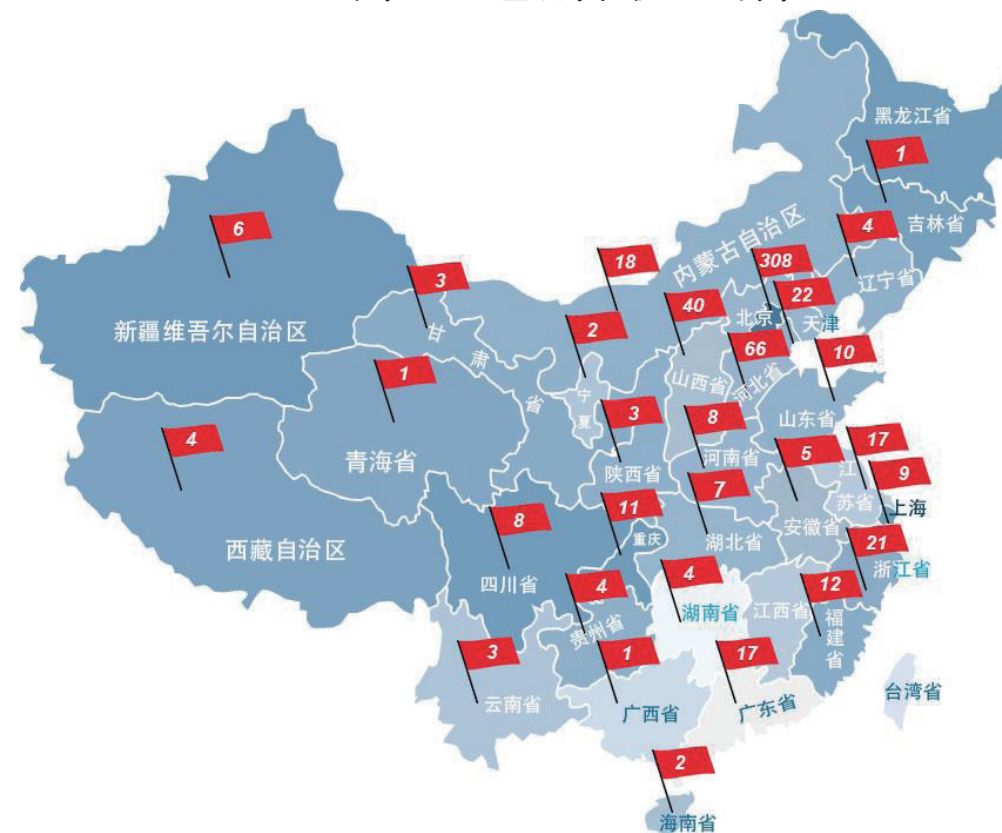 黑龙江省
1
吉林省
4
辽宁省
6
内蒙古自治区
18
308
3
40
22
北京
天津
新疆维吾尔自治区
甘肃省
2
66
10
1
宁夏
山西省
河北省
3
8
山东省
4
青海省
陕西省
河南省
5
17
江苏省
9
上海
7
11
8
重庆
湖北省
安徽省
21
浙江省
西藏自治区
四川省
4
4
12
湖南省
江西省
福建省
贵州省
3
1
17
云南省
广西省
广东省
台湾省
2
海南省